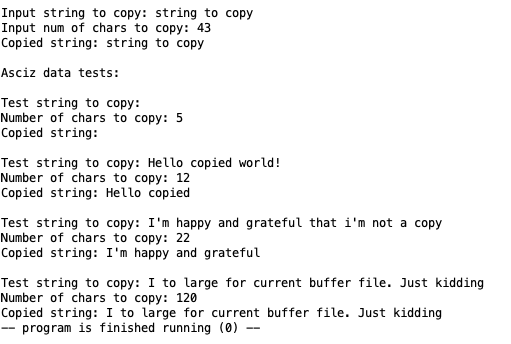 Input string to copy: string to copy
Input num of chars to copy: 43
Copied string: string to copy
Asciz data tests:
Test string to copy:
Number of chars to copy: 5
Copied string:
Test string to copy: Hello copied world!
Number of chars to copy: 12
Copied string: Hello copied
Test string to copy: I'm happy and grateful that i'm not a copy
Number of chars to copy: 22
Copied string: I'm happy and grateful
Test string to copy: I to large for current buffer file. Just kidding
Number of chars to copy: 120
Copied string: I to large for current buffer file. Just kidding
-- program is finished running (0) --